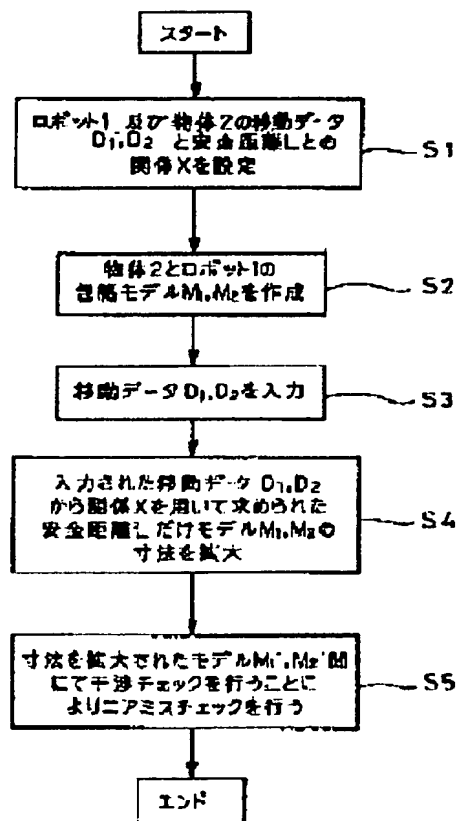 スタート
ロボット1 及び物体2の移動データ
D₁,D₂ と安全距離Lとの
関係Xを設定
S1
物体2とロボット1の
包絡モデルM₁,M₂を作成
S2
移動データD₁,D₂を入力
S3
入力された移動データ D₁,D₂
から関係Xを用いて求められた
安全距離LだけモデルM₁,M₂の
寸法を拡大
S4
寸法を拡大されたモデルM₁',M₂'間
にて干渉チェックを行うことに
よりニアミスチェックを行う
S5
エンド